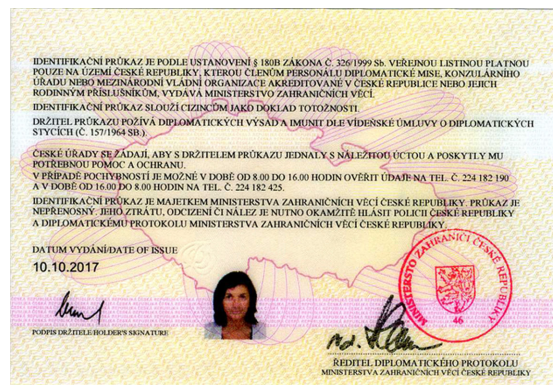 IDENTIFIKAČNÍ PRŮKAZ JE PODLE USTANOVENÍ § 180B ZÁKONA Č. 326/1999 Sb. VEŘEJNOU LISTINOU PLATNOU
POUZE NA ÚZEMÍ ČESKÉ REPUBLIKY, KTEROU ČLENŮM PERSONÁLU DIPLOMATICKÉ MISE, KONZULÁRNÍHO
ÚŘADU NEBO MEZINÁRODNÍ VLÁDNÍ ORGANIZACE AKREDITOVANÉ V ČESKÉ REPUBLICE NEBO JEJICH
RODINNÝM PŘÍSLUŠNÍKŮM, VYDÁVÁ MINISTERSTVO ZAHRANIČNÍCH VĚCÍ.
IDENTIFIKAČNÍ PRŮKAZ SLOUŽÍ CIZINCŮM JAKO DOKLAD TOTOŽNOSTI.
DRŽITEL PRŮKAZU POŽÍVÁ DIPLOMATICKÝCH VÝSAD A IMUNIT DLE VÍDEŇSKÉ ÚMLUVY O DIPLOMATICKÝCH
STYCÍCH (Č. 157/1964 SB.).
ČESKÉ ÚŘADY SE ŽÁDAJÍ, ABY S DRŽITELEM PRŮKAZU JEDNALY S NÁLEŽITOU ÚCTOU A POSKYTLY MU
POTŘEBNOU POMOC A OCHRANU.
V PŘÍPADĚ POCHYBNOSTÍ JE MOŽNÉ V DOBĚ OD 8.00 DO 16.00 HODIN OVĚŘIT ÚDAJE NA TEL. Č. 224 182 190
A V DOBĚ OD 16.00 DO 8.00 HODIN NA TEL. Č. 224 182 425.
IDENTIFIKAČNÍ PRŮKAZ JE MAJETKEM MINISTERSTVA ZAHRANIČNÍCH VĚCÍ ČESKÉ REPUBLIKY. PRŮKAZ JE
NEPŘENOSNÝ. JEHO ZTRÁTU, ODCIZENÍ ČI NÁLEZ JE NUTNO OKAMŽITĚ HLÁSIT POLICII ČESKÉ REPUBLIKY
A DIPLOMATICKÉMU PROTOKOLU MINISTERSTVA ZAHRANIČNÍCH VĚCÍ ČESKÉ REPUBLIKY.
DATUM VYDÁNÍ/DATE OF ISSUE
10.10.2017
MINISTERSTVO ZAHRANIČÍ ČESKÉ REPUBLIKY
46
PODPIS DRŽITELE/HOLDER'S SIGNATURE
ŘEDITEL DIPLOMATICKÉHO PROTOKOLU
MINISTERSTVA ZAHRANIČNÍCH VĚCÍ ČESKÉ REPUBLIKY